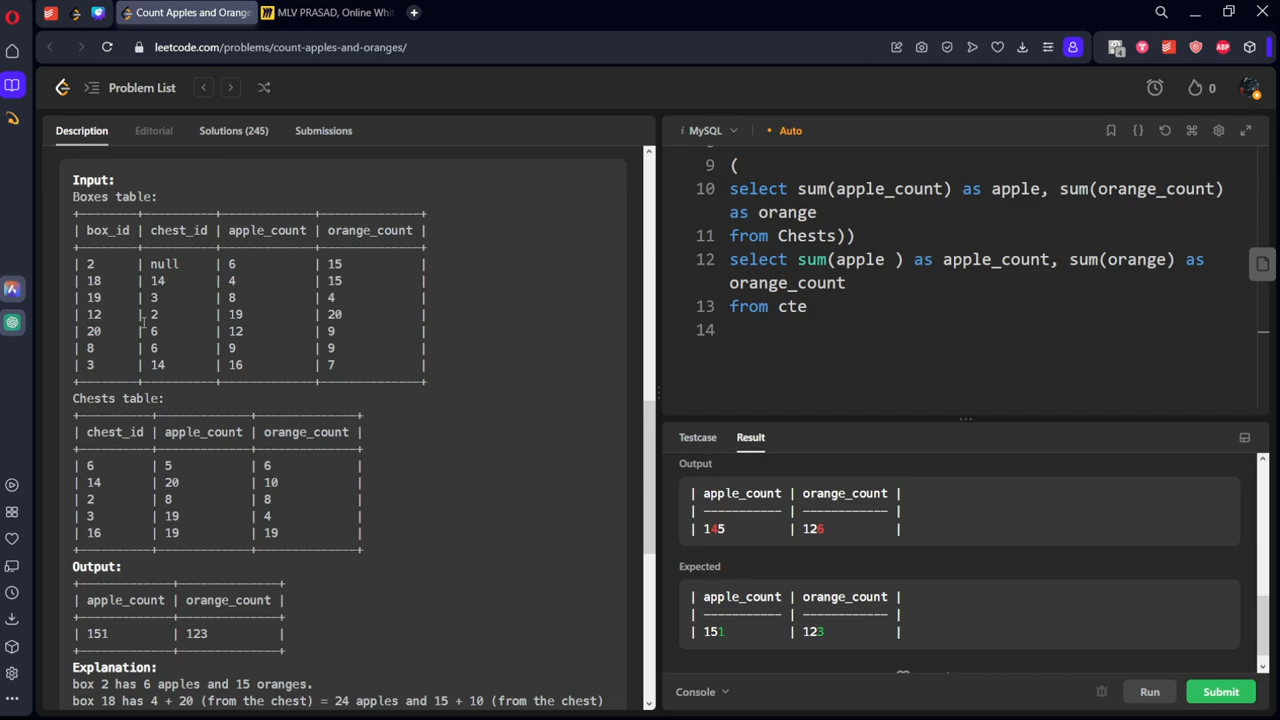 Count Apples and Orange
MLV PRASAD, Online Whi
leetcode.com/problems/count-apples-and-oranges/
Problem List
0
Description
Editorial
Solutions (245)
Submissions
MySQL
Auto
Input:
Boxes table:
+--------+----------+-------------+--------------+
| box_id | chest_id | apple_count | orange_count |
+--------+----------+-------------+--------------+
| 2 | null | 6 | 15 |
| 18 | 14 | 4 | 15 |
| 19 | 3 | 8 | 4 |
| 12 | 2 | 19 | 20 |
| 20 | 6 | 12 | 9 |
| 8 | 6 | 9 | 9 |
| 3 | 14 | 16 | 7 |
+--------+----------+-------------+--------------+
Chests table:
+----------+-------------+--------------+
| chest_id | apple_count | orange_count |
+----------+-------------+--------------+
| 6 | 5 | 6 |
| 14 | 20 | 10 |
| 2 | 8 | 8 |
| 3 | 19 | 4 |
| 16 | 19 | 19 |
+----------+-------------+--------------+
Output:
+-------------+--------------+
| apple_count | orange_count |
+-------------+--------------+
| 151 | 123 |
+-------------+--------------+
Explanation:
box 2 has 6 apples and 15 oranges.
box 18 has 4 + 20 (from the chest) = 24 apples and 15 + 10 (from the chest)
9 (
10 select sum(apple_count) as apple, sum(orange_count)
as orange
11 from Chests))
12 select sum(apple ) as apple_count, sum(orange) as
orange_count
13 from cte
14
Testcase
Result
Output
| apple_count | orange_count |
| ----------- | ------------ |
| 145 | 126 |
Expected
| apple_count | orange_count |
| ----------- | ------------ |
| 151 | 123 |
Console
Run
Submit